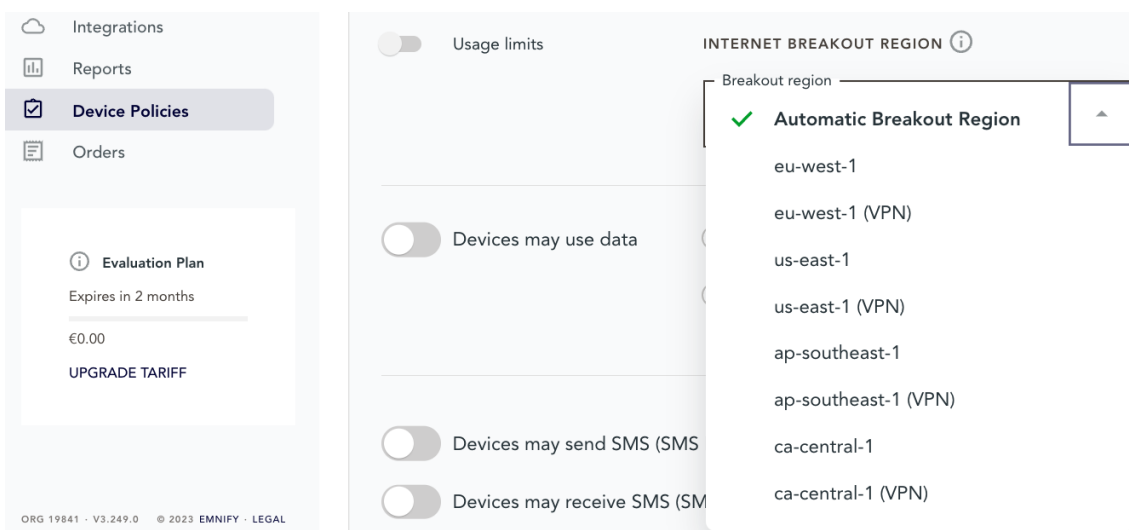 Integrations
Reports
Device Policies
Orders
Evaluation Plan
Expires in 2 months
€0.00
UPGRADE TARIFF
ORG 19841 · V3.249.0 © 2023 EMNIFY · LEGAL
Usage limits
Devices may use data
Devices may send SMS (SMS
Devices may receive SMS (SM
INTERNET BREAKOUT REGION
Breakout region
Automatic Breakout Region
eu-west-1
eu-west-1 (VPN)
us-east-1
us-east-1 (VPN)
ap-southeast-1
ap-southeast-1 (VPN)
ca-central-1
ca-central-1 (VPN)